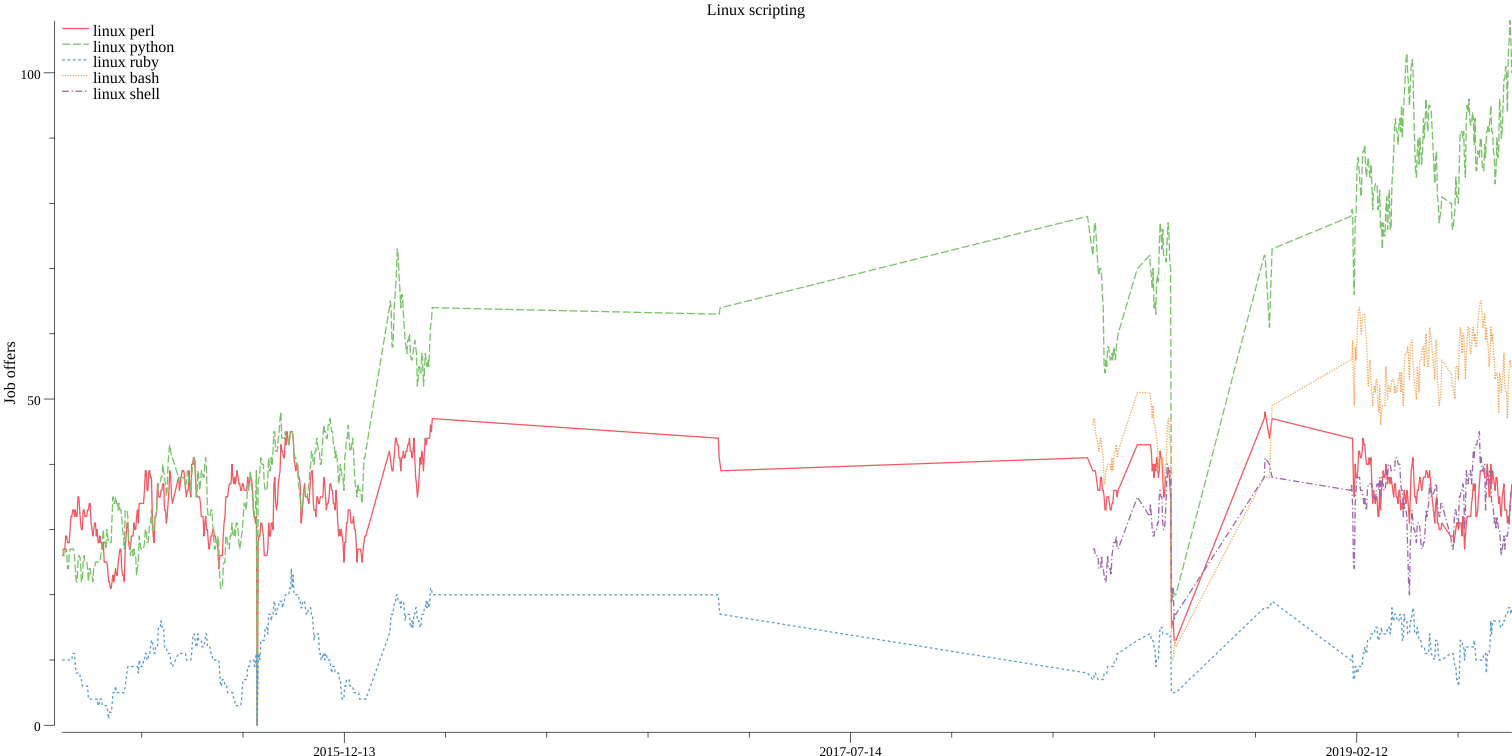 Linux scripting
linux perl
linux python
linux ruby
linux bash
linux shell
100
50
0
Job offers
2015-12-13
2017-07-14
2019-02-12